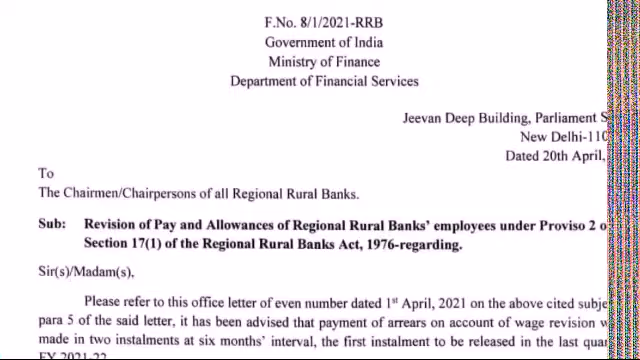 F.No. 8/1/2021-RRB
Government of India
Ministry of Finance
Department of Financial Services
Jeevan Deep Building, Parliament
New Delhi-110
Dated 20th April,
To
The Chairmen/Chairpersons of all Regional Rural Banks.
Sub: Revision of Pay and Allowances of Regional Rural Banks' employees under Proviso 2
Section 17(1) of the Regional Rural Banks Act, 1976-regarding.
Sir(s)/Madam(s),
Please refer to this office letter of even number dated 1st April, 2021 on the above cited
para 5 of the said letter, it has been advised that payment of arrears on account of wage revision
made in two instalments at six months' interval, the first instalment to be released in the last
FY 2021-22